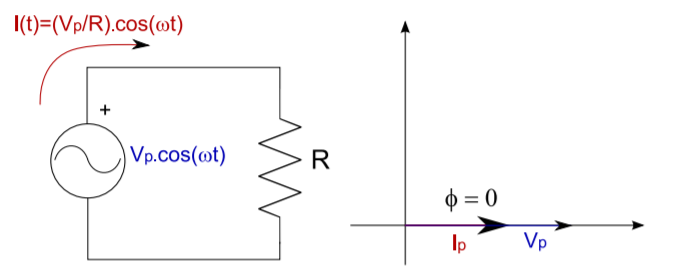 I(t)=(Vp/R).cos(ωt)
+
Vp.cos(ωt)
R
ϕ = 0
Ip
Vp